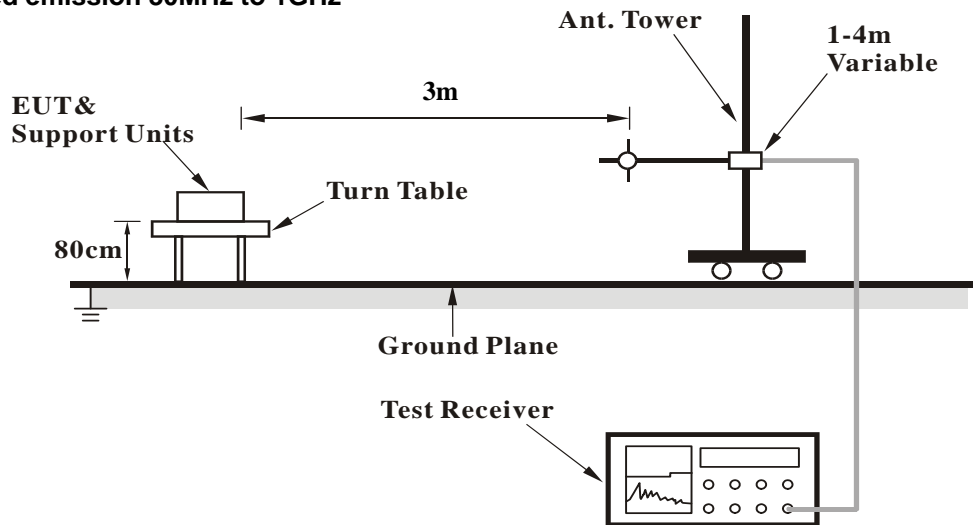 Ant. Tower
1-4m
Variable
3m
EUT&
Support Units
Turn Table
80cm
Ground Plane
Test Receiver